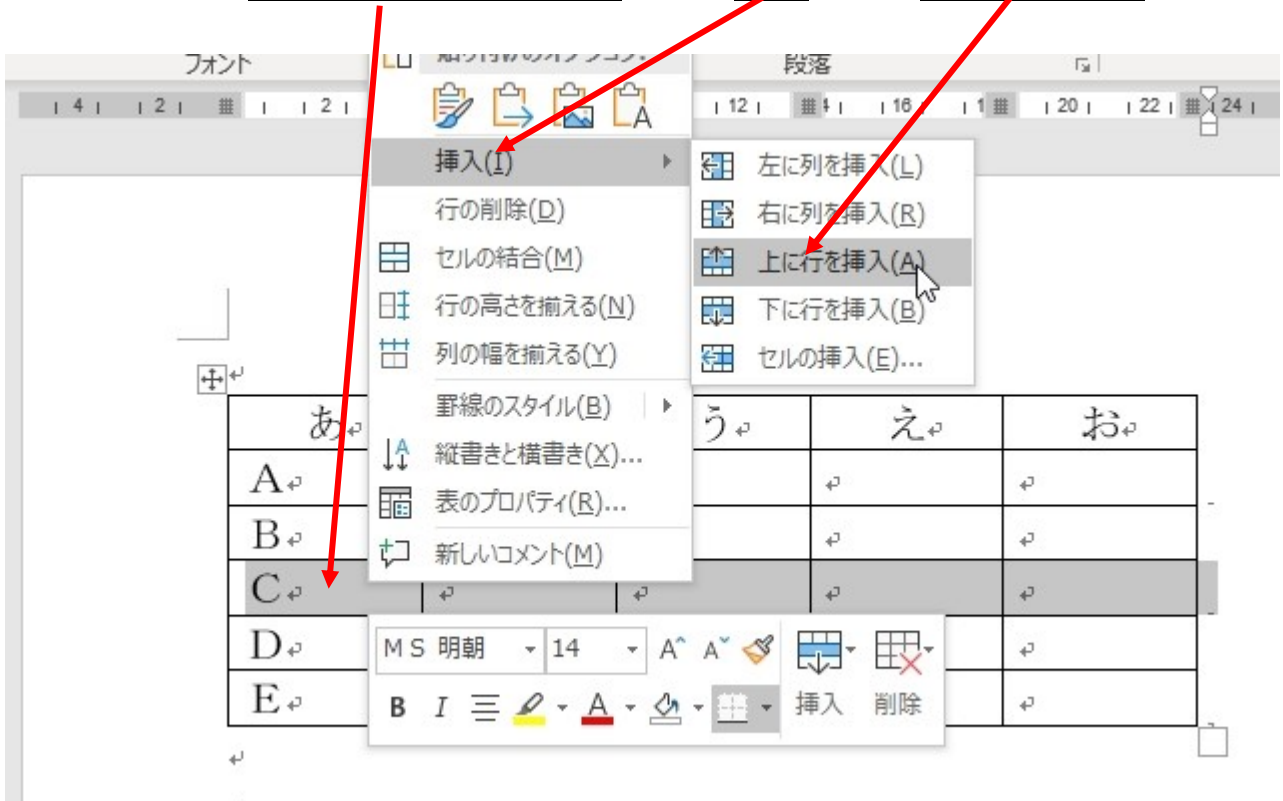 フォント
段落
4 2 2 12 4 16 1 20 22 24
挿入(I)
行の削除(D)
セルの結合(M)
行の高さを揃える(N)
列の幅を揃える(Y)
罫線のスタイル(B)
縦書きと横書き(X)...
表のプロパティ(R)...
新しいコメント(M)
左に列を挿入(L)
右に列を挿入(R)
上に行を挿入(A)
下に行を挿入(B)
セルの挿入(E)...
あ う え お
A
B
C
D
E
MS 明朝 14 A A
B I A 挿入 削除